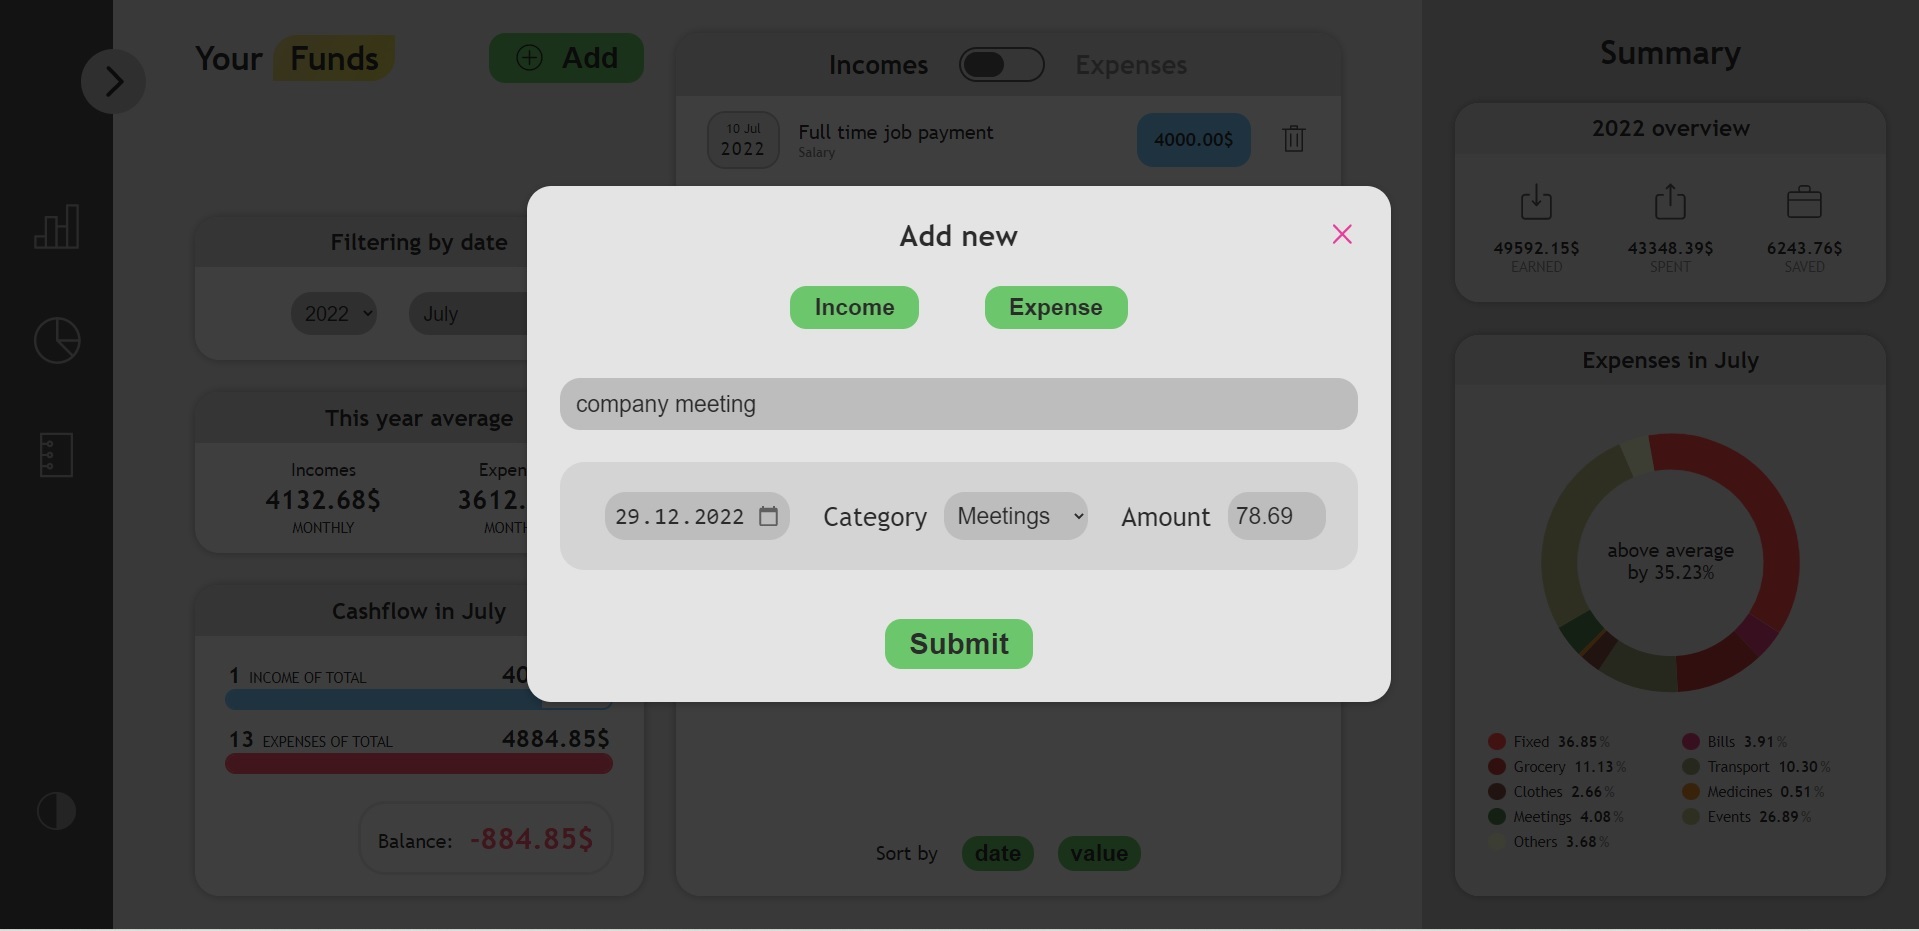 Your Funds
Add
Filtering by date
2022
July
This year average
Incomes
4132.68$
MONTHLY
Cashflow in July
1 INCOME OF TOTAL
13 EXPENSES OF TOTAL 4884.85$
Balance: -884.85$
Incomes Expenses
10 Jul
2022
Full time job payment
Salary
4000.00$
Add new
Income Expense
company meeting
29.12.2022 Category Meetings Amount 78.69
Submit
Sort by date value
Summary
2022 overview
49592.15$ 43348.39$ 6243.76$
EARNED SPENT SAVED
Expenses in July
above average
by 35.23%
Fixed 36.85% Bills 3.91%
Grocery 11.13% Transport 10.30%
Clothes 2.66% Medicines 0.51%
Meetings 4.08% Events 26.89%
Others 3.68%